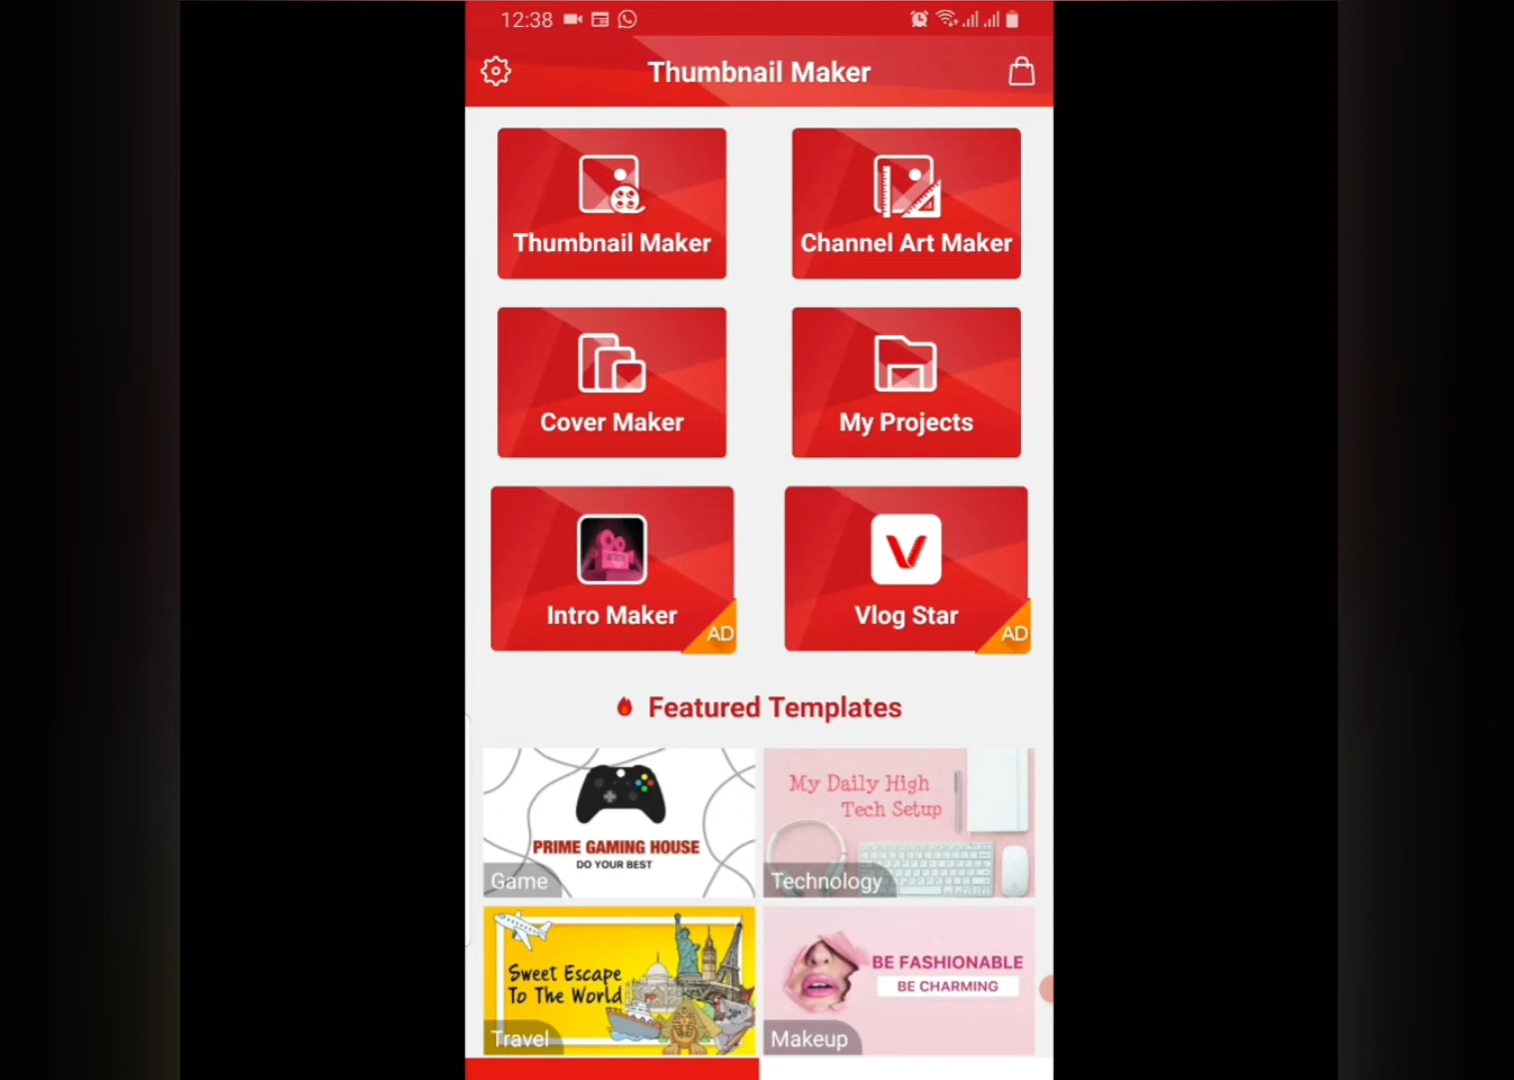 12:38
Thumbnail Maker
Thumbnail Maker
Channel Art Maker
Cover Maker
My Projects
Intro Maker
AD
Vlog Star
AD
Featured Templates
PRIME GAMING HOUSE
DO YOUR BEST
Game
My Daily High
Tech Setup
Technology
Sweet Escape
To The World
Travel
BE FASHIONABLE
BE CHARMING
Makeup